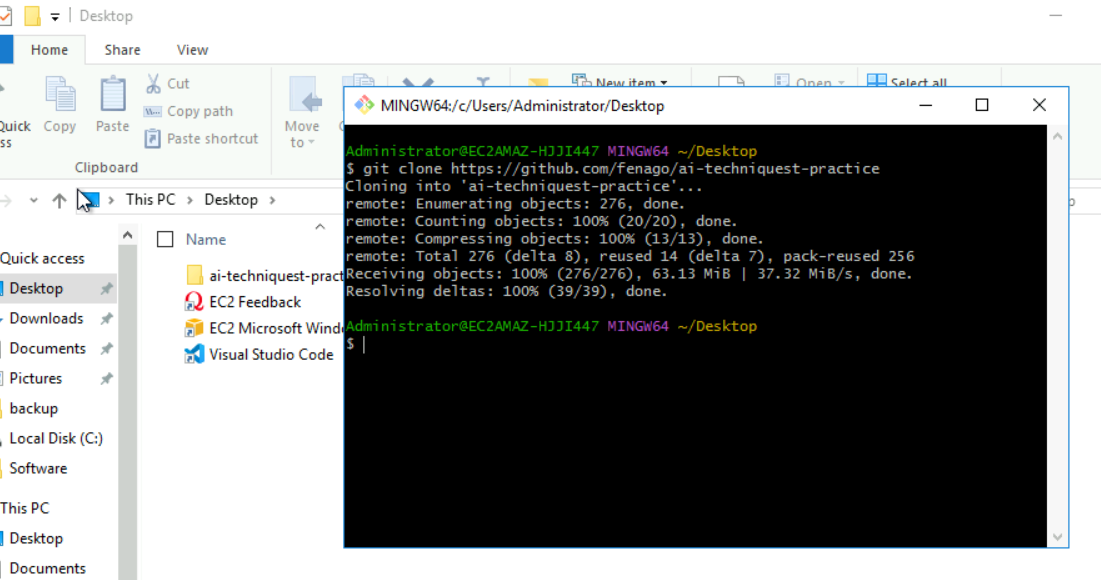 Desktop
Home Share View
Cut
Copy path
Paste shortcut
Copy
Paste
Move
to
Clipboard
New item
Open
Select all
This PC > Desktop >
Name
ai-techniquest-pract
EC2 Feedback
EC2 Microsoft Wind
Visual Studio Code
Quick access
Desktop
Downloads
Documents
Pictures
backup
Local Disk (C:)
Software
This PC
Desktop
Documents
MINGW64:/c/Users/Administrator/Desktop
Administrator@EC2AMAZ-HJJI447 MINGW64 ~/Desktop
$ git clone https://github.com/fenago/ai-techniquest-practice
Cloning into 'ai-techniquest-practice'...
remote: Enumerating objects: 276, done.
remote: Counting objects: 100% (20/20), done.
remote: Compressing objects: 100% (13/13), done.
remote: Total 276 (delta 8), reused 14 (delta 7), pack-reused 256
Receiving objects: 100% (276/276), 63.13 MiB | 37.32 MiB/s, done.
Resolving deltas: 100% (39/39), done.
Administrator@EC2AMAZ-HJJI447 MINGW64 ~/Desktop
$